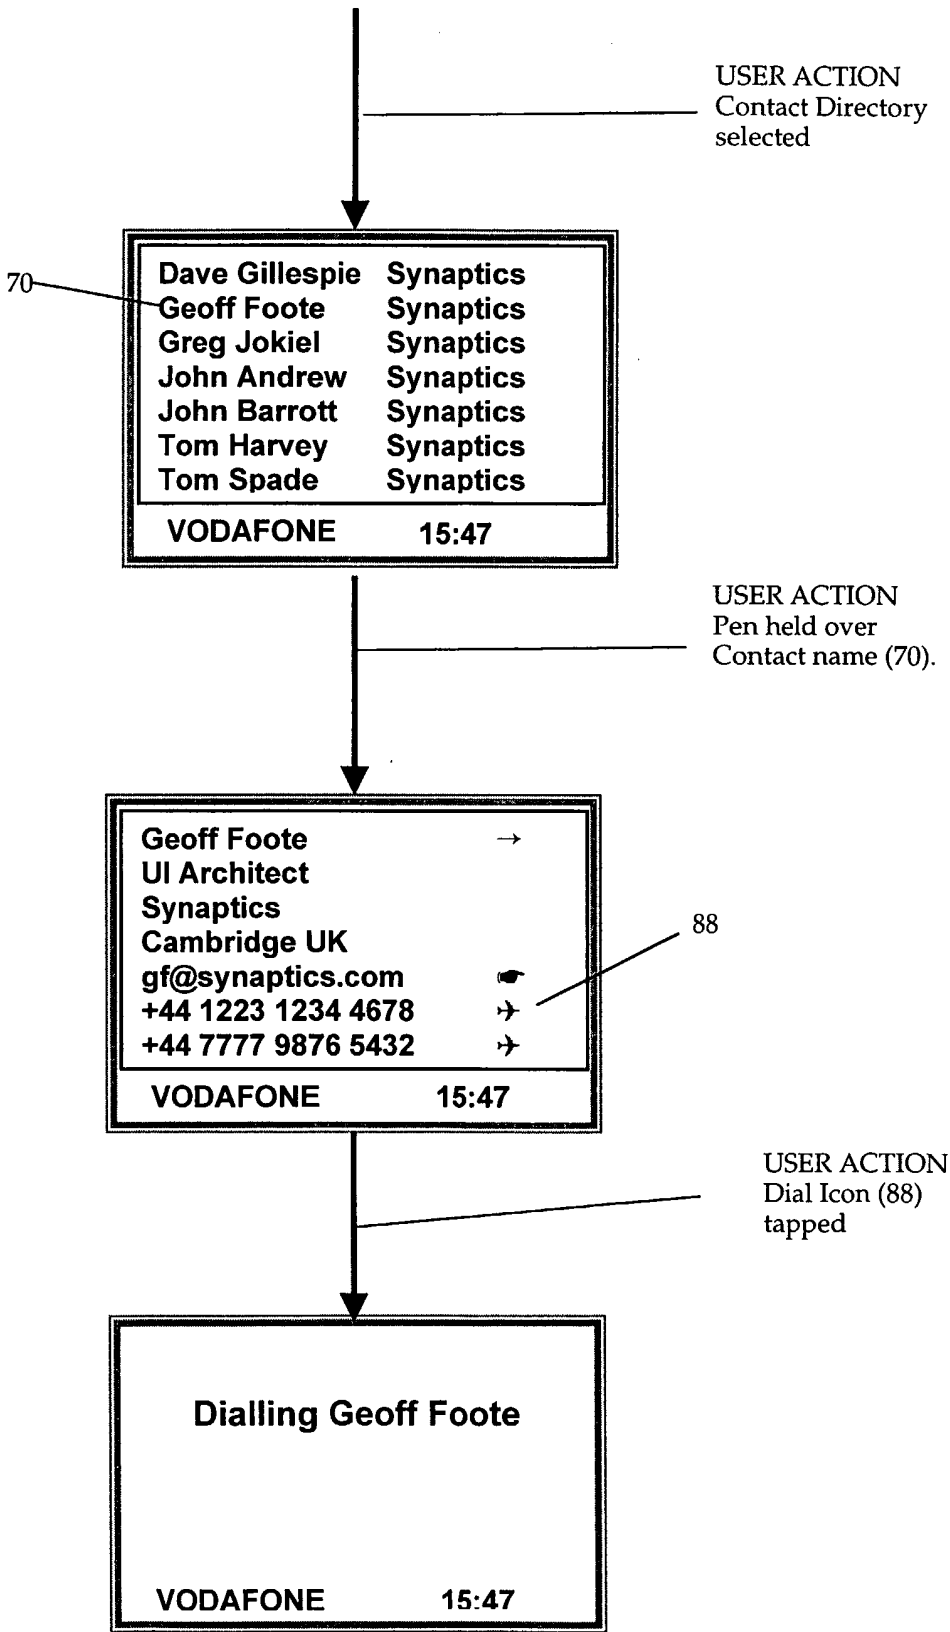 USER ACTION
Contact Directory
selected
70
Dave Gillespie Synaptics
Geoff Foote Synaptics
Greg Jokiel Synaptics
John Andrew Synaptics
John Barrott Synaptics
Tom Harvey Synaptics
Tom Spade Synaptics
VODAFONE 15:47
USER ACTION
Pen held over
Contact name (70).
Geoff Foote →
UI Architect
Synaptics
Cambridge UK
gf@synaptics.com ☛
+44 1223 1234 4678 ✈
+44 7777 9876 5432 ✈
88
VODAFONE 15:47
USER ACTION
Dial Icon (88)
tapped
Dialling Geoff Foote
VODAFONE 15:47